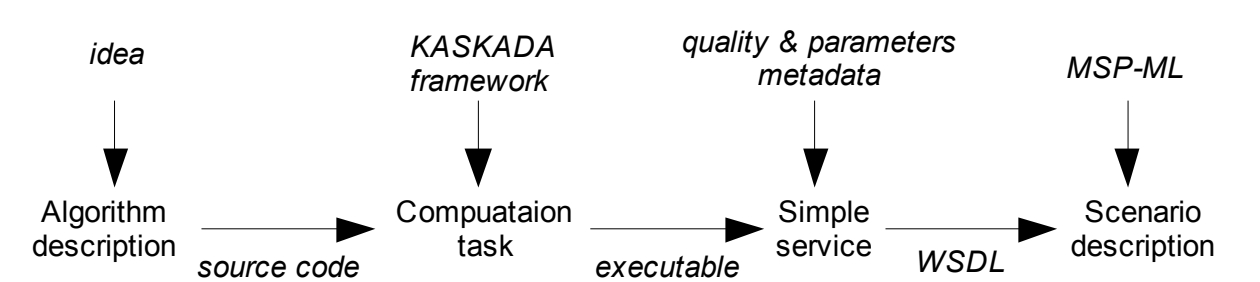 idea
KASKADA
framework
quality & parameters
metadata
MSP-ML
Algorithm
description
source code
Compuataion
task
executable
Simple
service
WSDL
Scenario
description